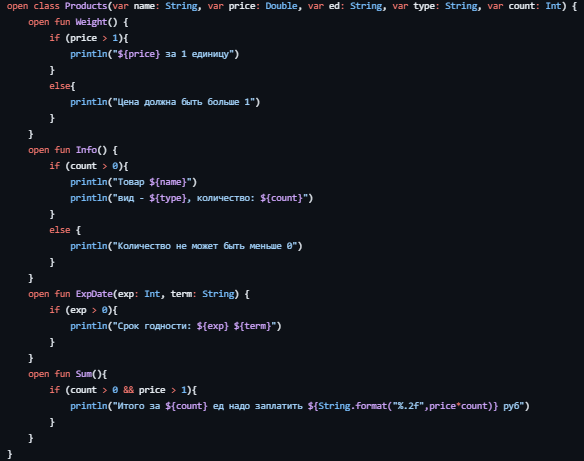 open class Products(var name: String, var price: Double, var ed: String, var type: String, var count: Int) {
    open fun Weight() {
        if (price > 1){
            println("${price} за 1 единицу")
        }
        else{
            println("Цена должна быть больше 1")
        }
    }
    open fun Info() {
        if (count > 0){
            println("Товар ${name}")
            println("вид - ${type}, количество: ${count}")
        }
        else {
            println("Количество не может быть меньше 0")
        }
    }
    open fun ExpDate(exp: Int, term: String) {
        if (exp > 0){
            println("Срок годности: ${exp} ${term}")
        }
    }
    open fun Sum(){
        if (count > 0 && price > 1){
            println("Итого за ${count} ед надо заплатить ${String.format("%.2f",price*count)} руб")
        }
    }
}